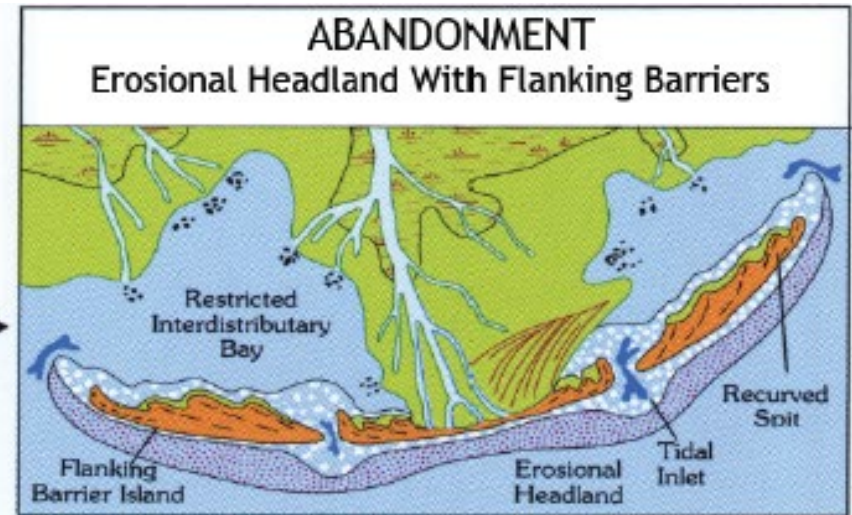 ABANDONMENT
Erosional Headland With Flanking Barriers
Restricted
Interdistributary
Bay
Recurved
Spit
Tidal
Inlet
Erosional
Headland
Flanking
Barrier Island